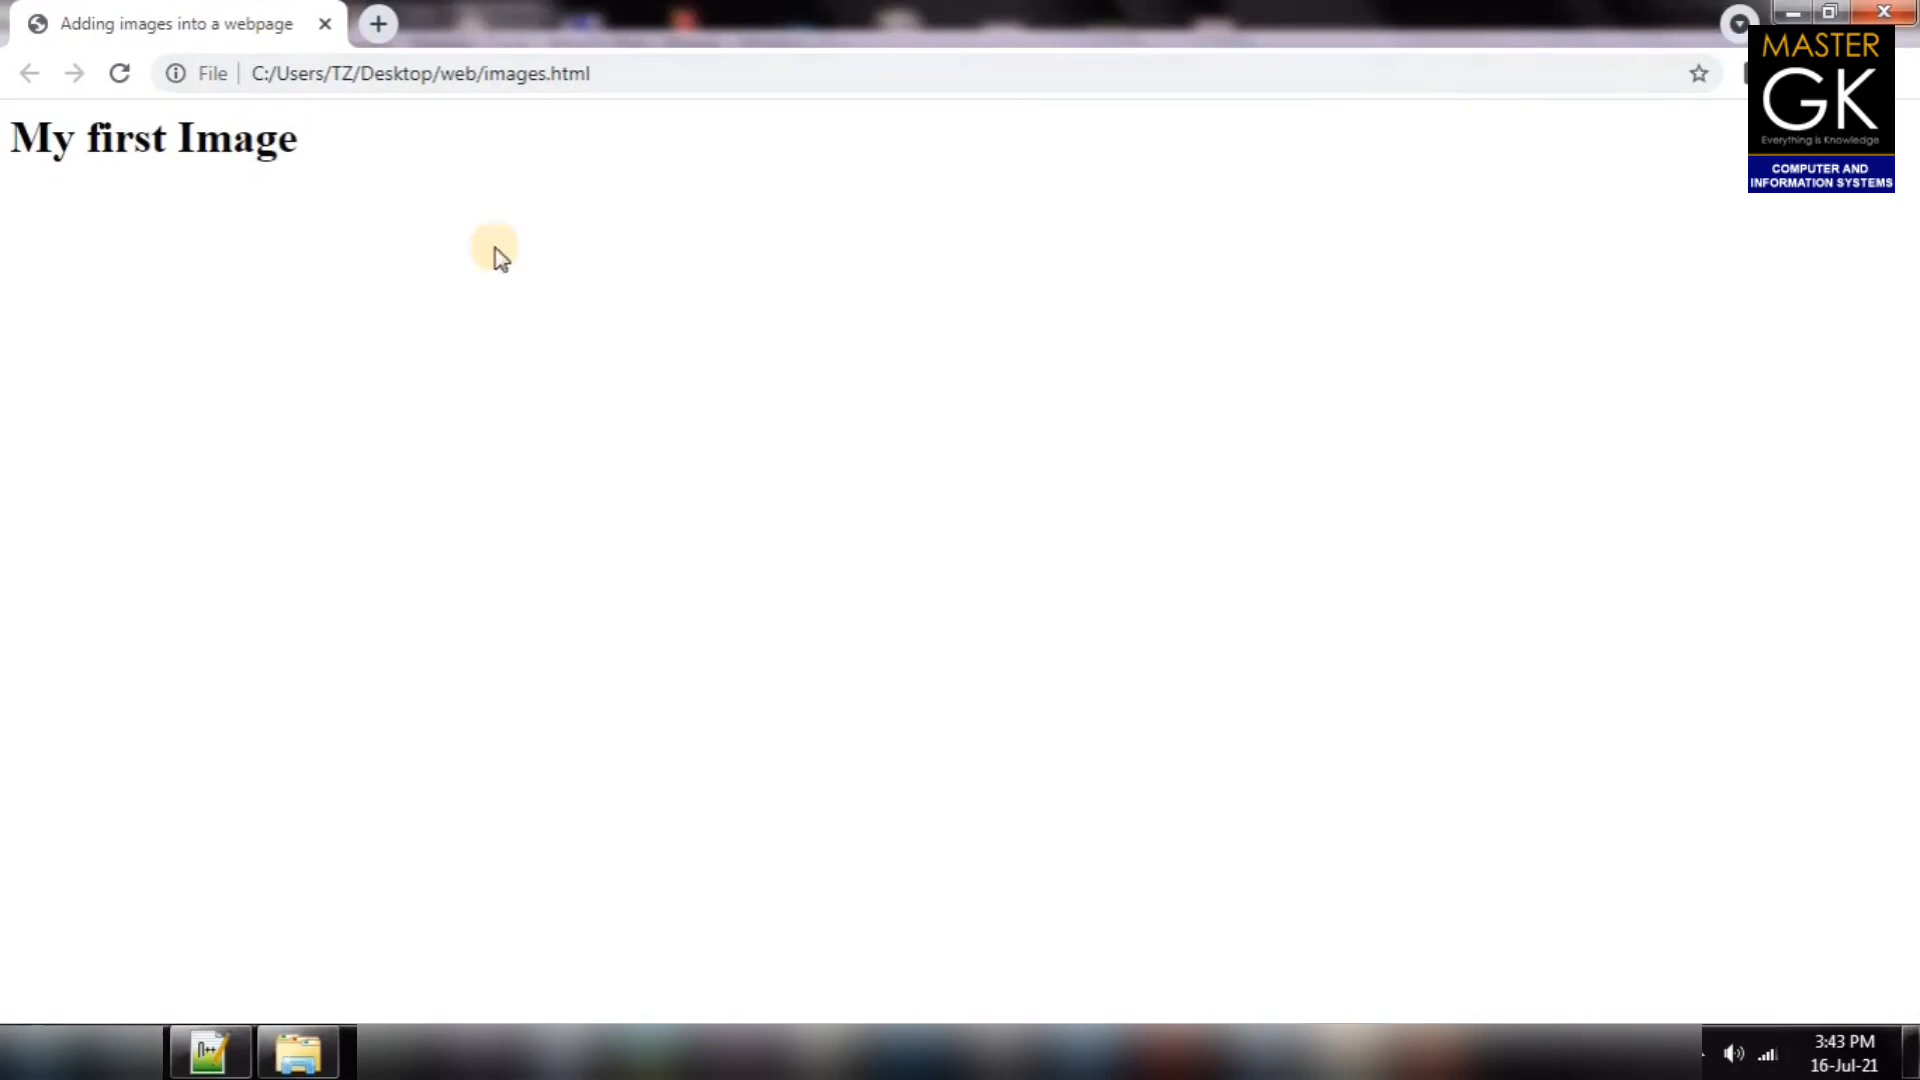 Adding images into a webpage
File
C:/Users/TZ/Desktop/web/images.html
MASTER
GK
Everything is Knowledge
COMPUTER AND
INFORMATION SYSTEMS
My first Image
3:43 PM
16-Jul-21